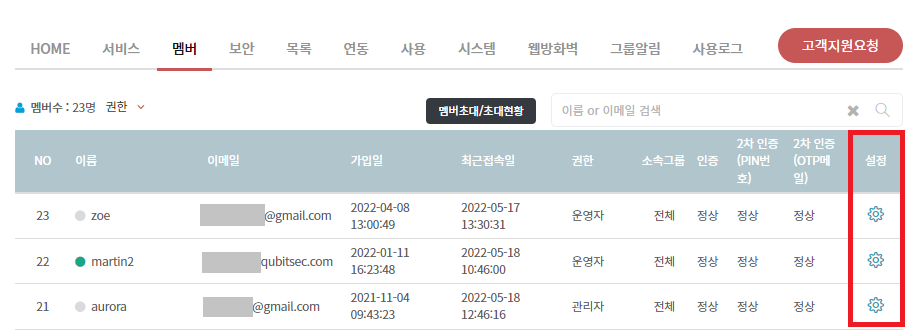 HOME 서비스 멤버 보안 목록 연동 사용 시스템 웹방화벽 그룹알림 사용로그 고객지원요청
멤버수 : 23명 권한 멤버초대/초대현황 이름 or 이메일 검색
NO 이름 이메일 가입일 최근접속일 권한 소속그룹 인증 2차 인증 (PIN번호) 2차 인증 (OTP메일) 설정
23 zoe @gmail.com 2022-04-08 13:00:49 2022-05-17 13:30:31 운영자 전체 정상 정상 정상
22 martin2 qubitsec.com 2022-01-11 16:23:48 2022-05-18 10:46:00 운영자 전체 정상 정상 정상
21 aurora @gmail.com 2021-11-04 09:43:23 2022-05-18 12:46:16 관리자 전체 정상 정상 정상